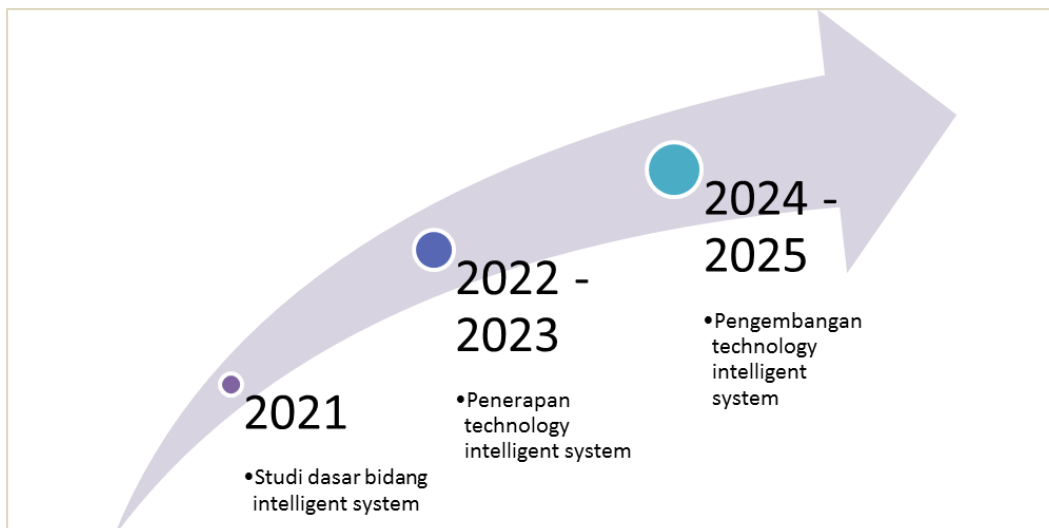 2021
•Studi dasar bidang
intelligent system
2022 -
2023
•Penerapan
technology
intelligent system
2024 -
2025
•Pengembangan
technology
intelligent
system